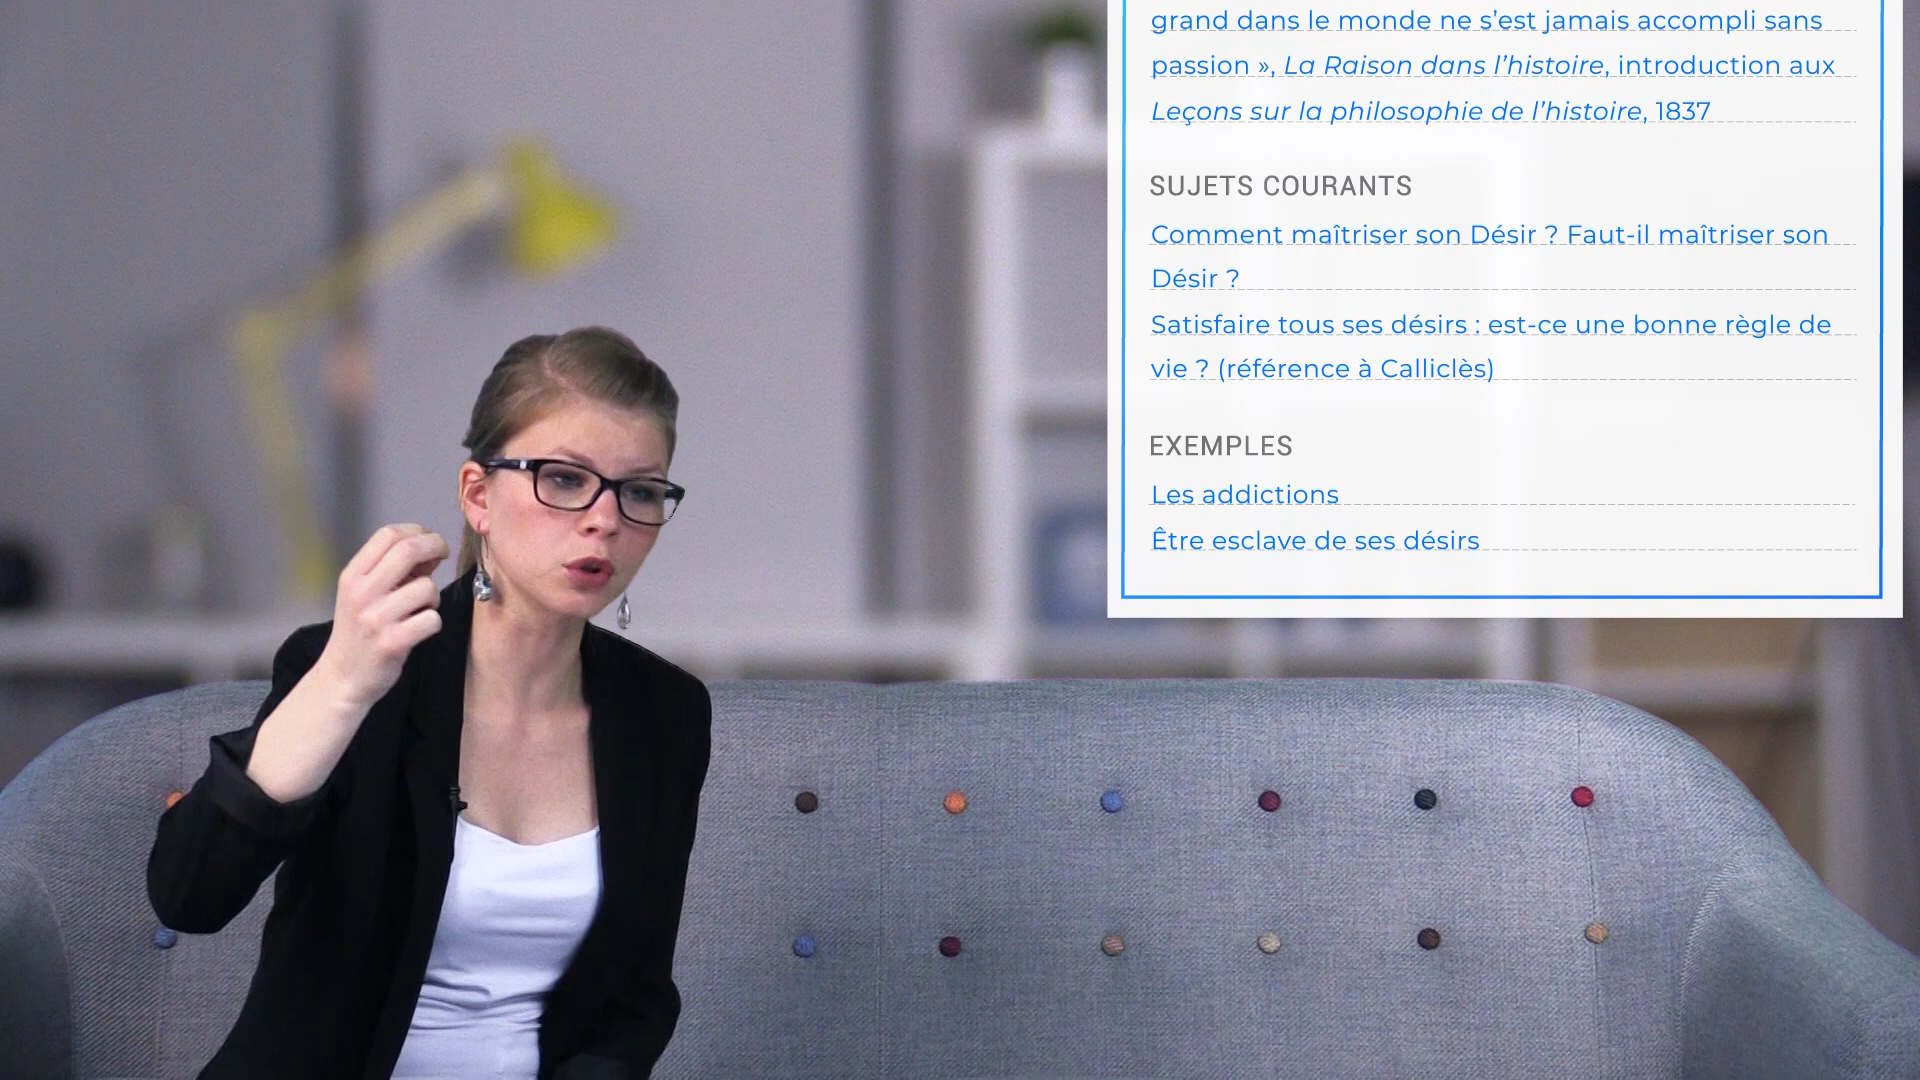 grand dans le monde ne s’est jamais accompli sans
passion », La Raison dans l’histoire, introduction aux
Leçons sur la philosophie de l’histoire, 1837
SUJETS COURANTS
Comment maîtriser son Désir ? Faut-il maîtriser son
Désir ?
Satisfaire tous ses désirs : est-ce une bonne règle de
vie ? (référence à Calliclès)
EXEMPLES
Les addictions
Être esclave de ses désirs